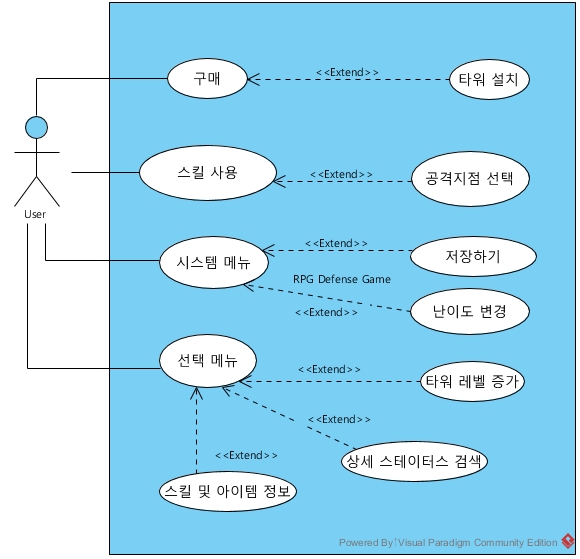 구매
<<Extend>>
타워 설치
스킬 사용
<<Extend>>
공격지점 선택
User
시스템 메뉴
<<Extend>>
저장하기
RPG Defense Game
<<Extend>>
난이도 변경
선택 메뉴
<<Extend>>
타워 레벨 증가
<<Extend>>
상세 스테이터스 검색
<<Extend>>
스킬 및 아이템 정보
Powered By Visual Paradigm Community Edition